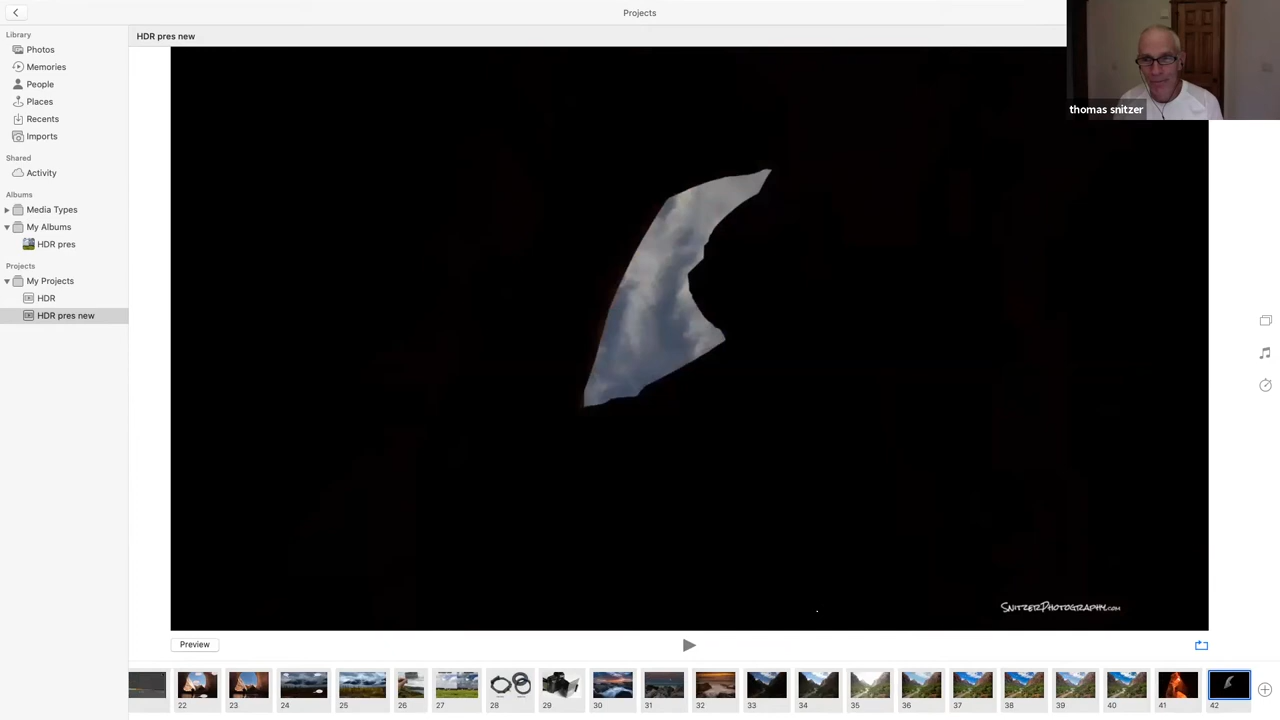 Projects
thomas snitzer
Library
Photos
Memories
People
Places
Recents
Imports
Shared
Activity
Albums
Media Types
My Albums
HDR pres
Projects
My Projects
HDR
HDR pres new
HDR pres new
SnitzerPhotography.com
Preview
22 23 24 25 26 27 28 29 30 31 32 33 34 35 36 37 38 39 40 41 42